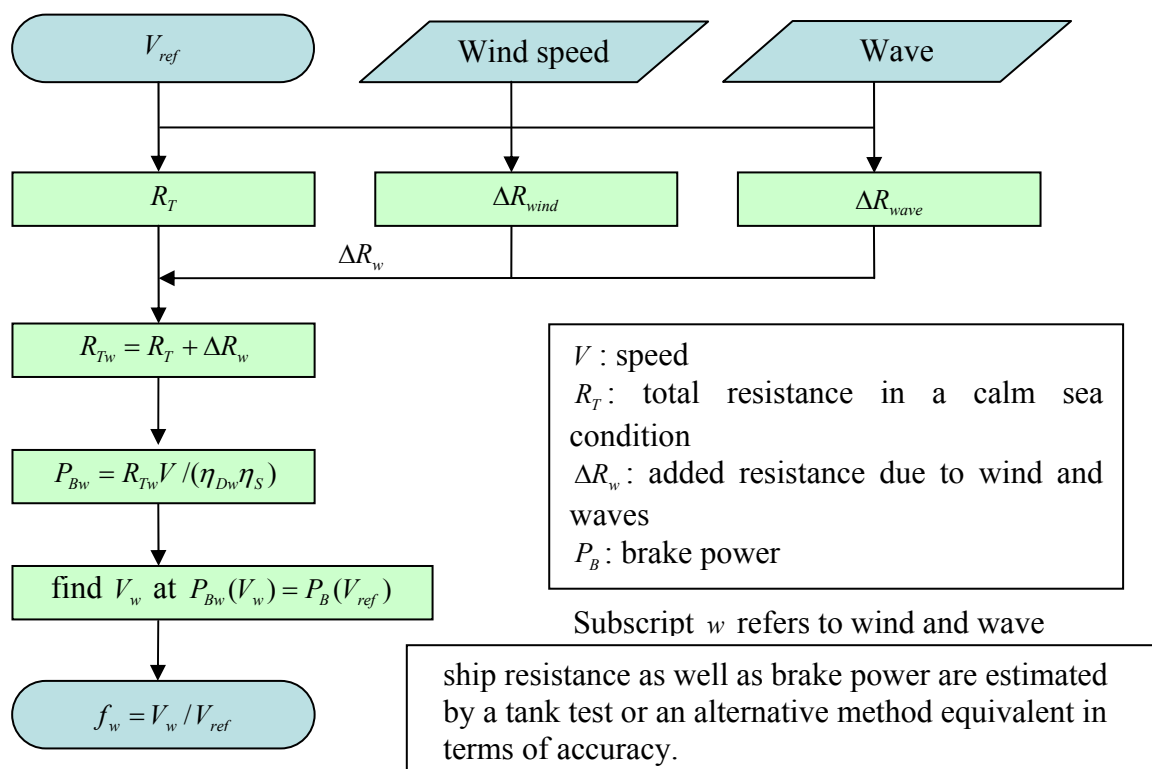 V_ref
Wind speed
Wave
R_T
ΔR_wind
ΔR_wave
ΔR_w
R_Tw = R_T + ΔR_w
P_Bw = R_Tw V /(η_Dw η_S)
find V_w at P_Bw(V_w) = P_B(V_ref)
f_w = V_w / V_ref
V : speed
R_T : total resistance in a calm sea
condition
ΔR_w : added resistance due to wind and
waves
P_B : brake power
Subscript w refers to wind and wave
ship resistance as well as brake power are estimated
by a tank test or an alternative method equivalent in
terms of accuracy.